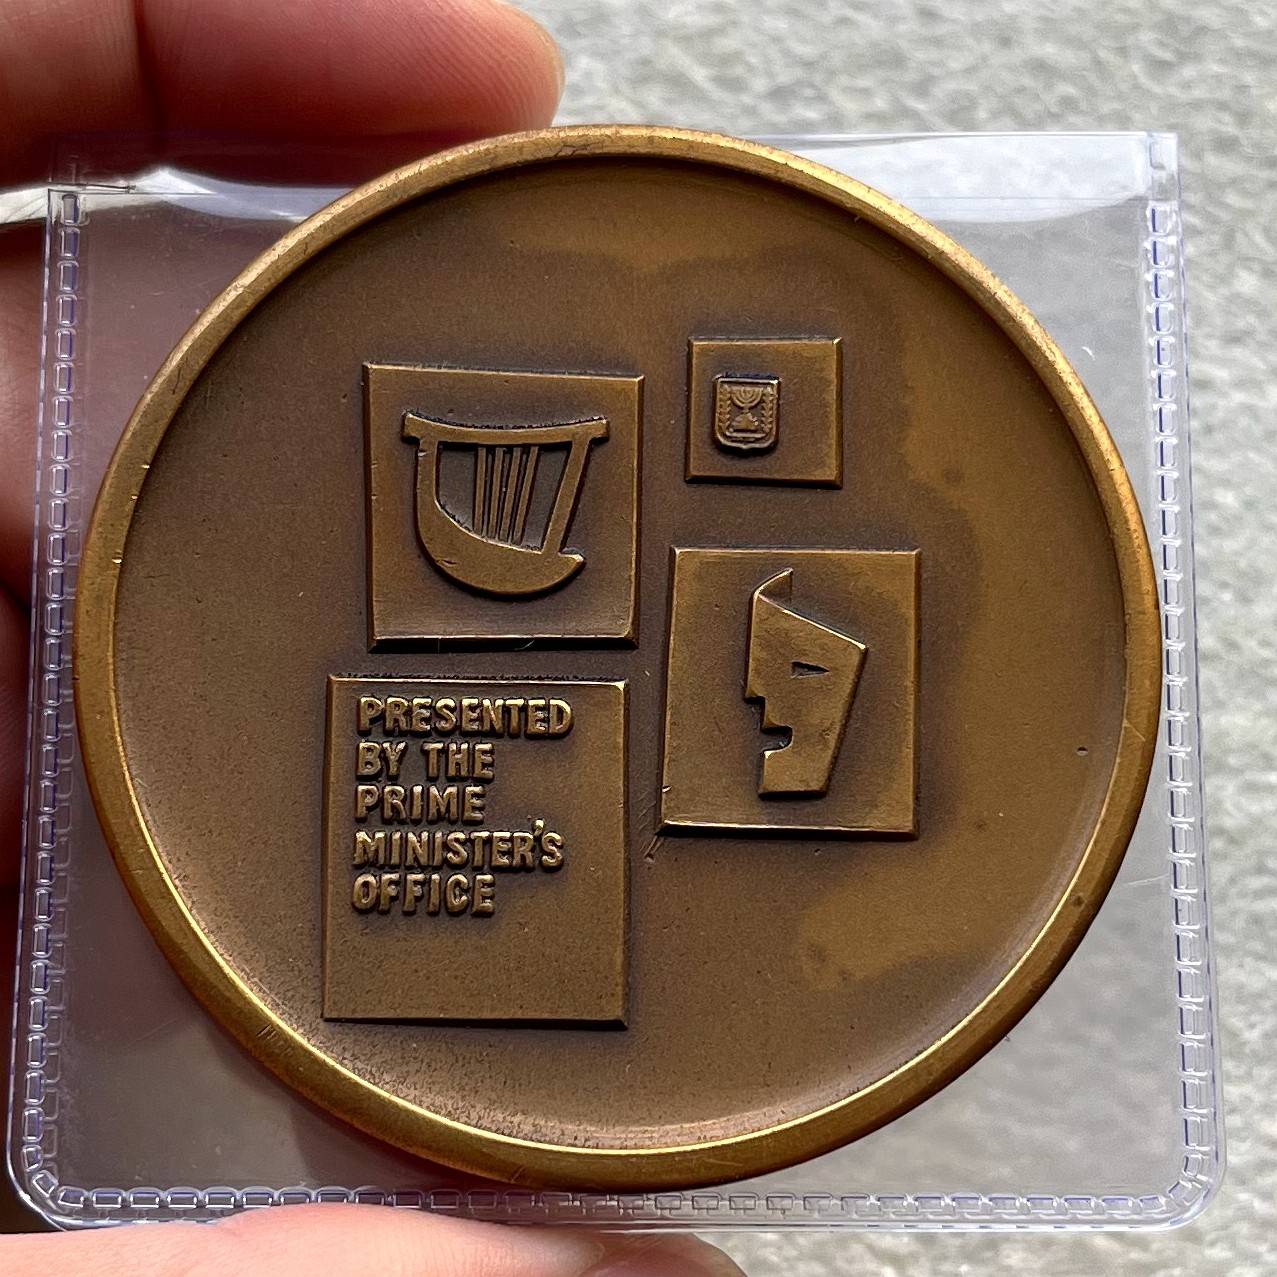 PRESENTED
BY THE
PRIME
MINISTER'S
OFFICE